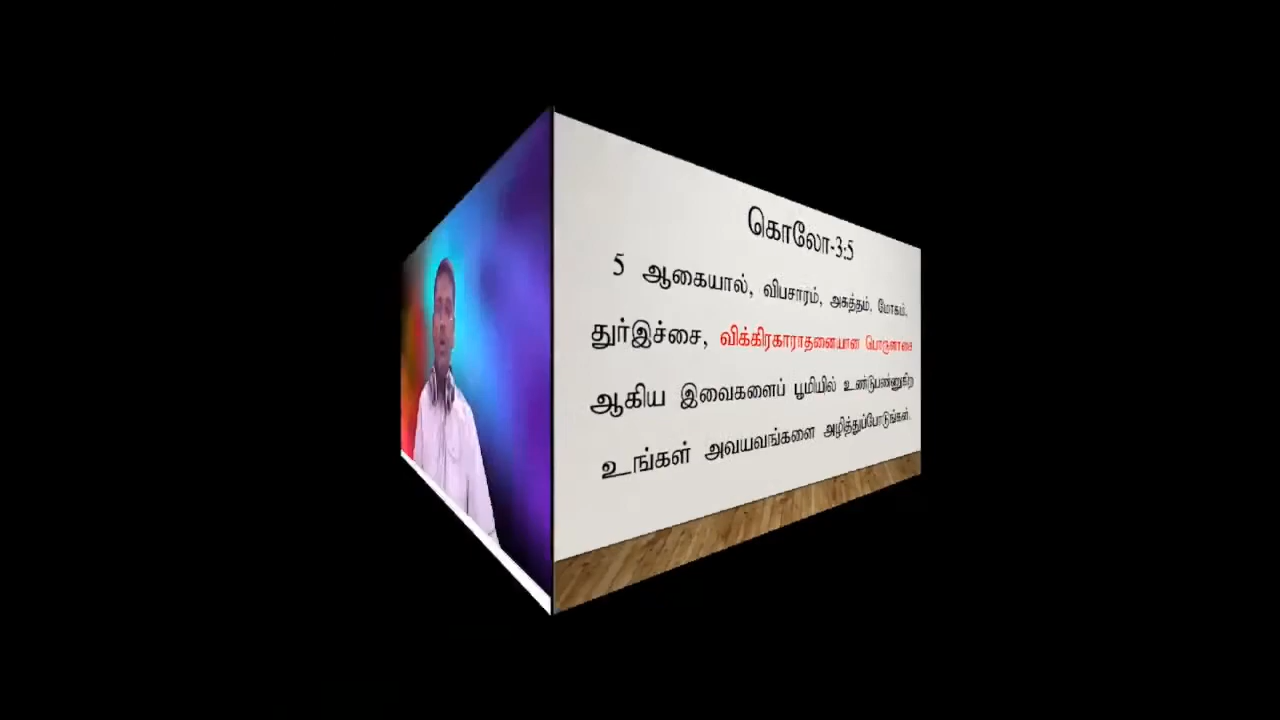 கொலோ-3:5
5 ஆகையால், விபசாரம், அசுத்தம், மோகம்,
துர்இச்சை, விக்கிரகாராதனையான பொருளாசை
ஆகிய இவைகளைப் பூமியில் உண்டுபண்ணுகிற
உங்கள் அவயவங்களை அழித்துப்போடுங்கள்.